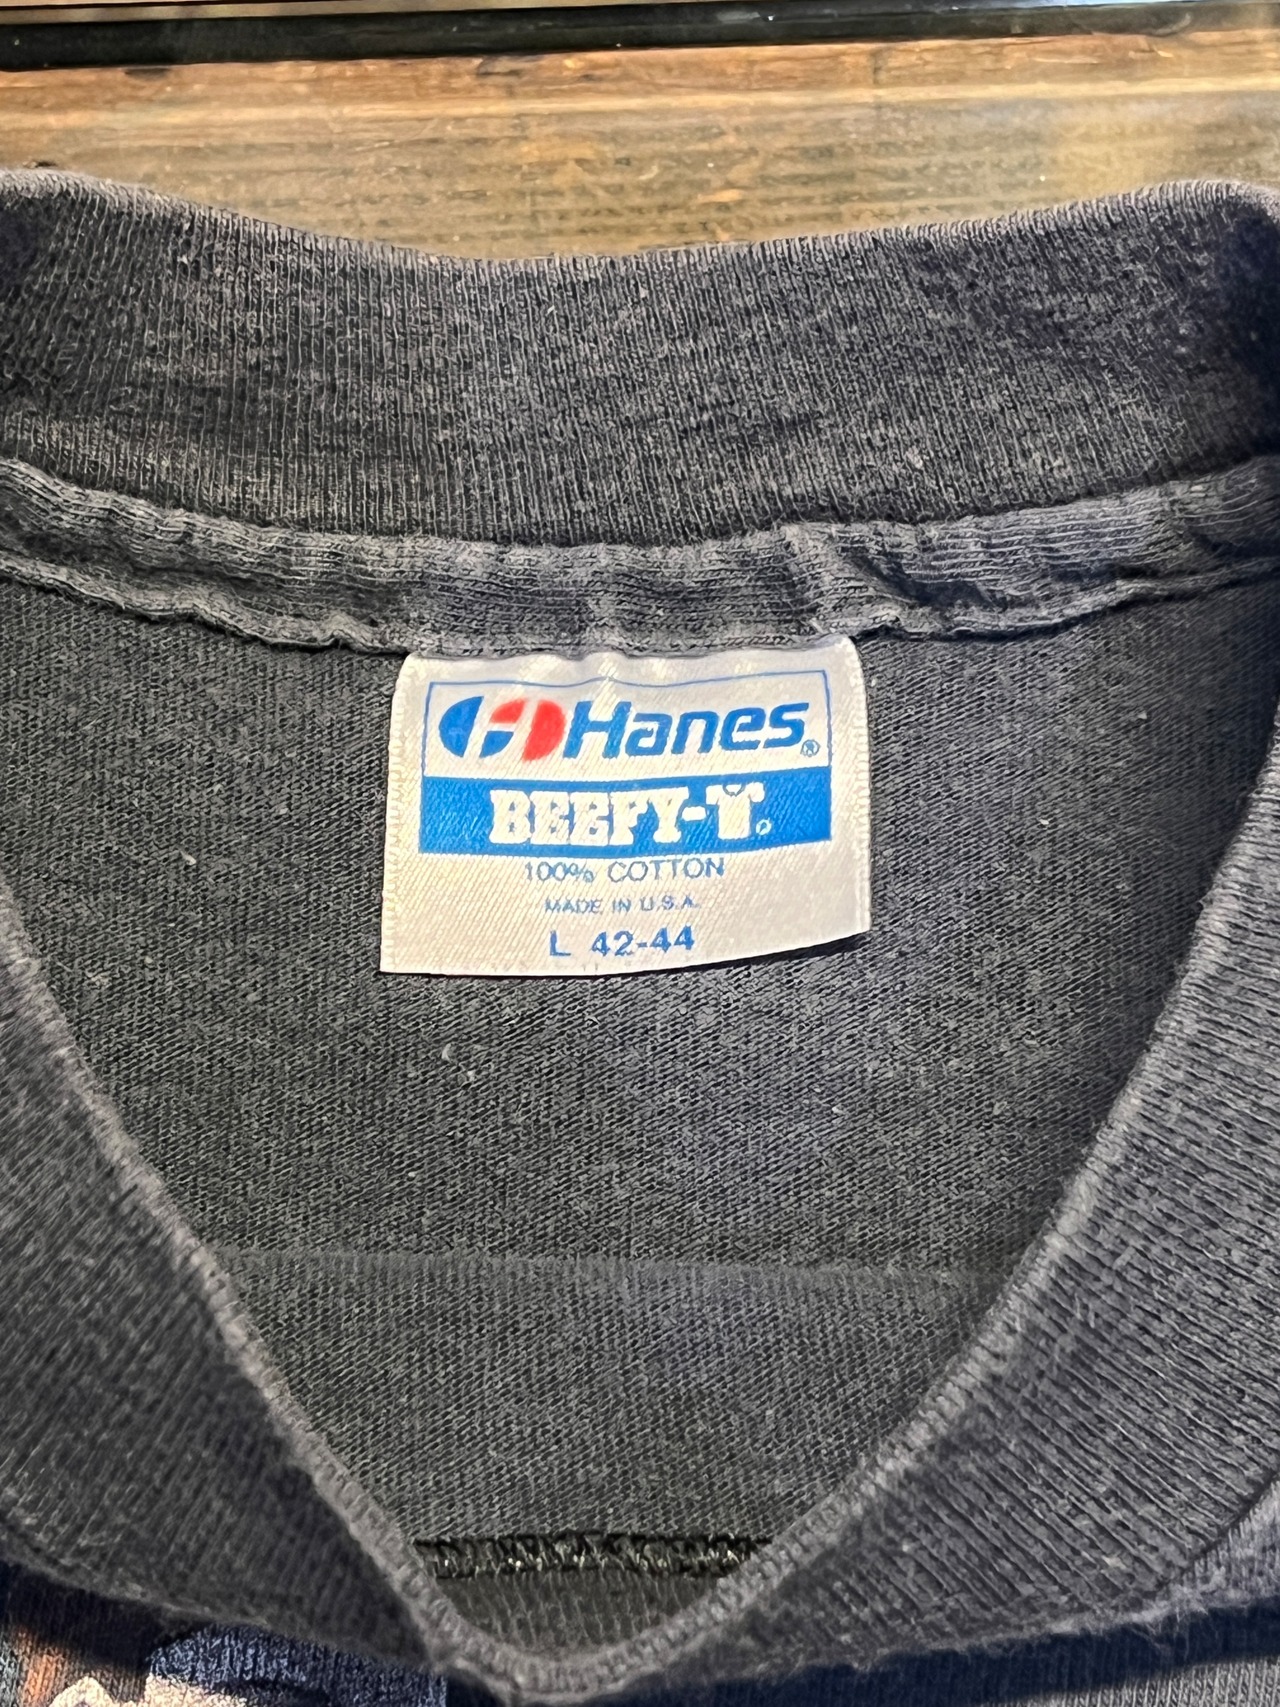 Hanes®
BEEFY-T®
100% COTTON
MADE IN U.S.A.
L 42-44